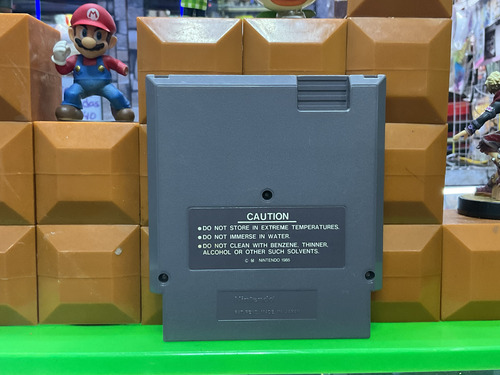 CAUTION
●DO NOT STORE IN EXTREME TEMPERATURES.
●DO NOT IMMERSE IN WATER.
●DO NOT CLEAN WITH BENZENE, THINNER,
ALCOHOL OR OTHER SUCH SOLVENTS.
NINTENDO 1985
Nintendo